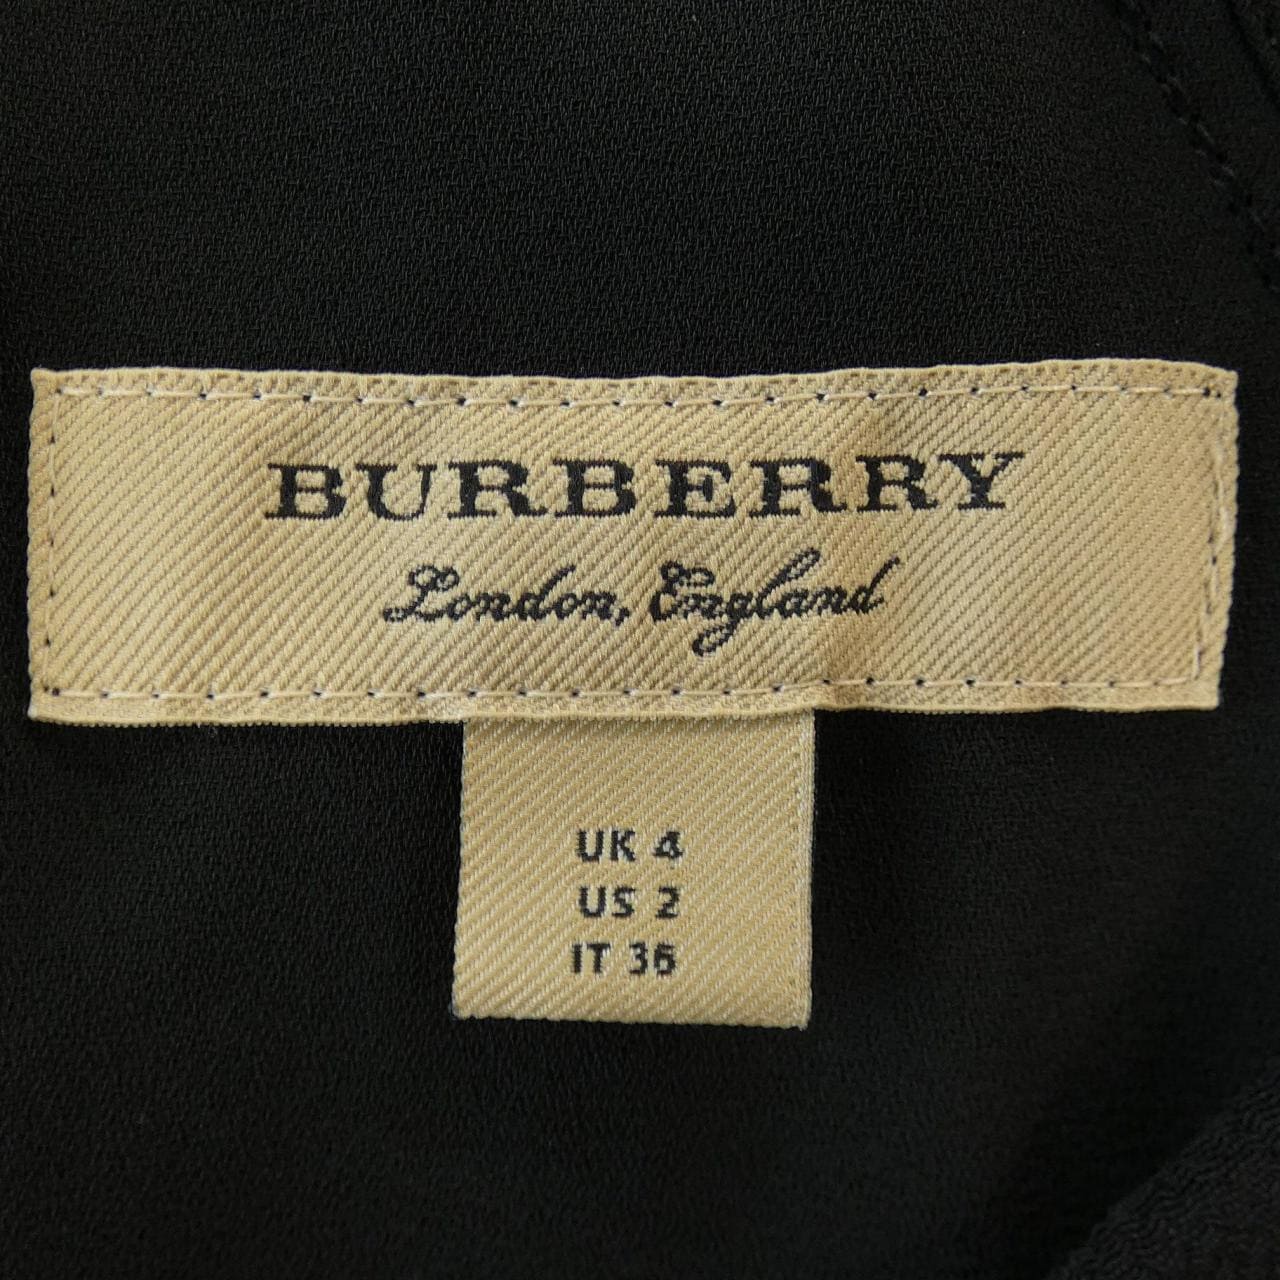 BURBERRY
London, England
UK 4
US 2
IT 36